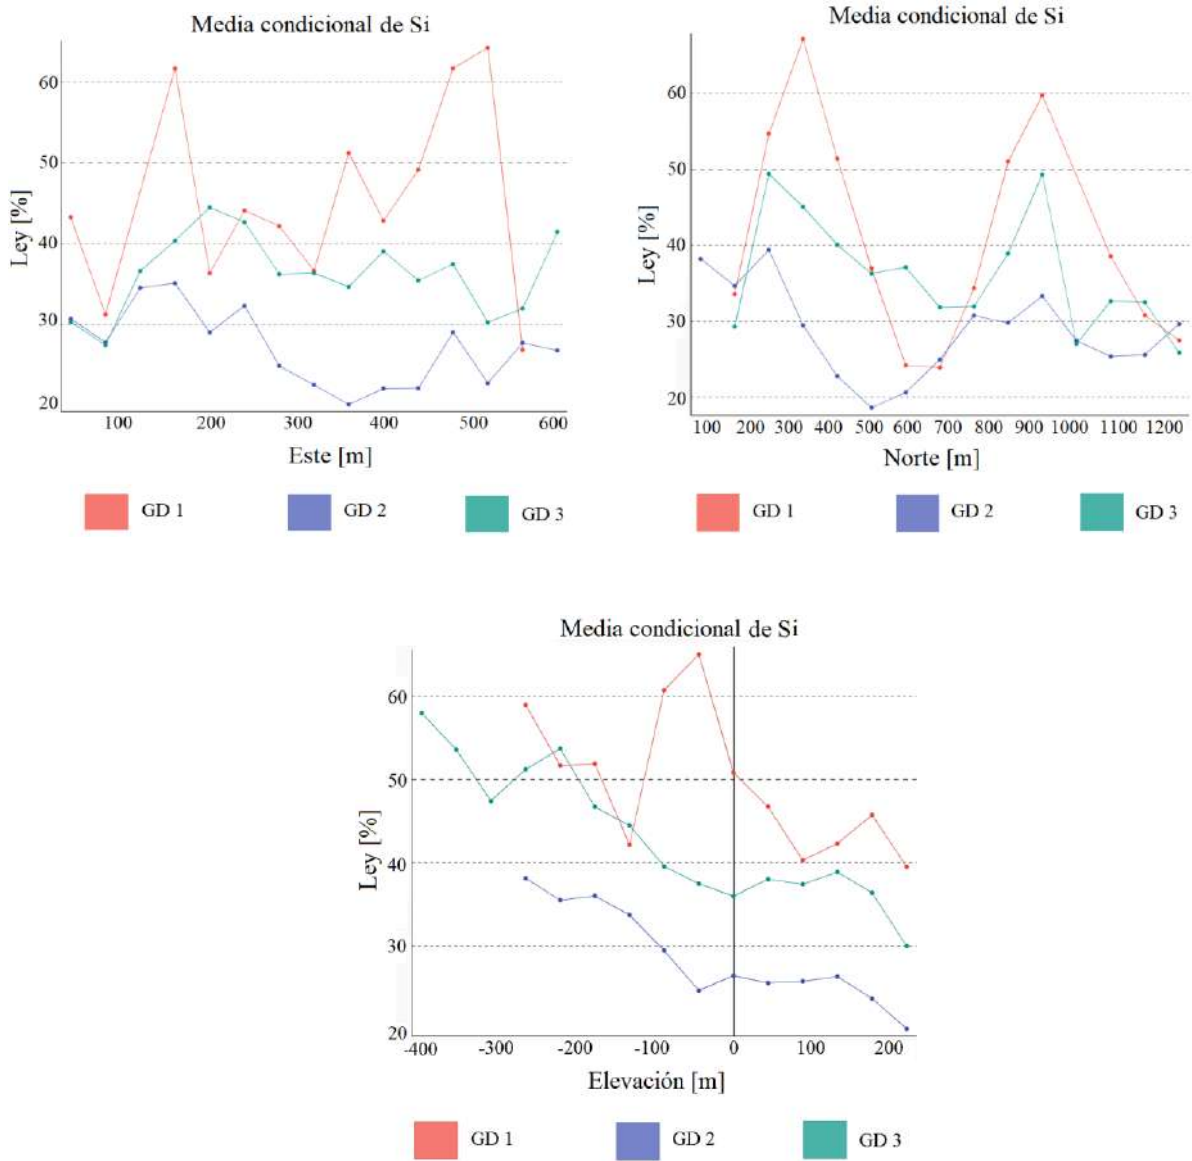 Media condicional de Si
60
50
40
30
20
Ley [%]
100 200 300 400 500 600
Este [m]
GD 1 GD 2 GD 3
Media condicional de Si
60
50
40
30
20
Ley [%]
100 200 300 400 500 600 700 800 900 1000 1100 1200
Norte [m]
GD 1 GD 2 GD 3
Media condicional de Si
60
50
40
30
20
Ley [%]
-400 -300 -200 -100 0 100 200
Elevación [m]
GD 1 GD 2 GD 3